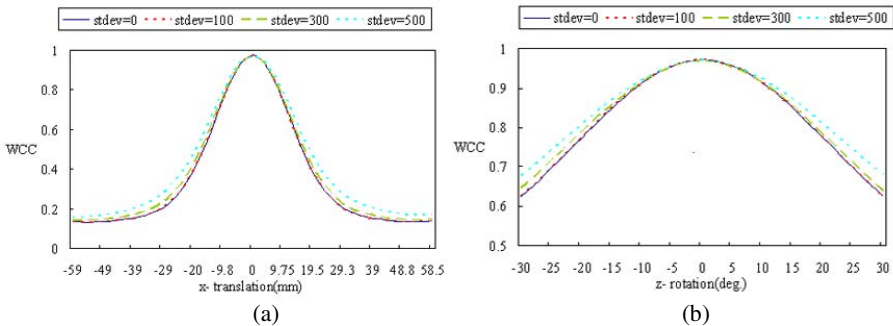 stdev=0 stdev=100 stdev=300 stdev=500
1
0.8
0.6
WCC
0.4
0.2
0
-59 -49 -39 -29 -20 -9.8 0 9.75 19.5 29.3 39 48.8 58.5
x- translation(mm)
(a)
stdev=0 stdev=100 stdev=300 stdev=500
1
0.9
0.8
WCC
0.7
0.6
0.5
-30 -25 -20 -15 -10 -5 0 5 10 15 20 25 30
z- rotation(deg.)
(b)